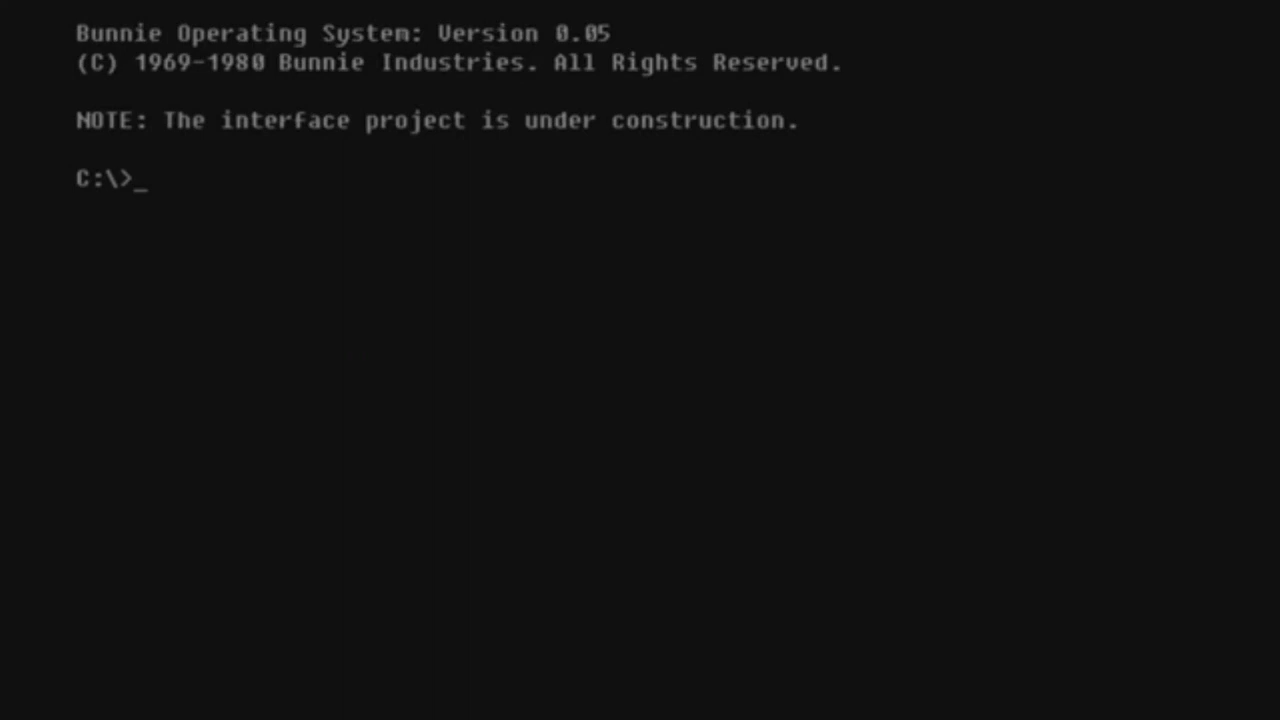 Bunnie Operating System: Version 0.05
(C) 1969-1980 Bunnie Industries. All Rights Reserved.
NOTE: The interface project is under construction.
C:\>_